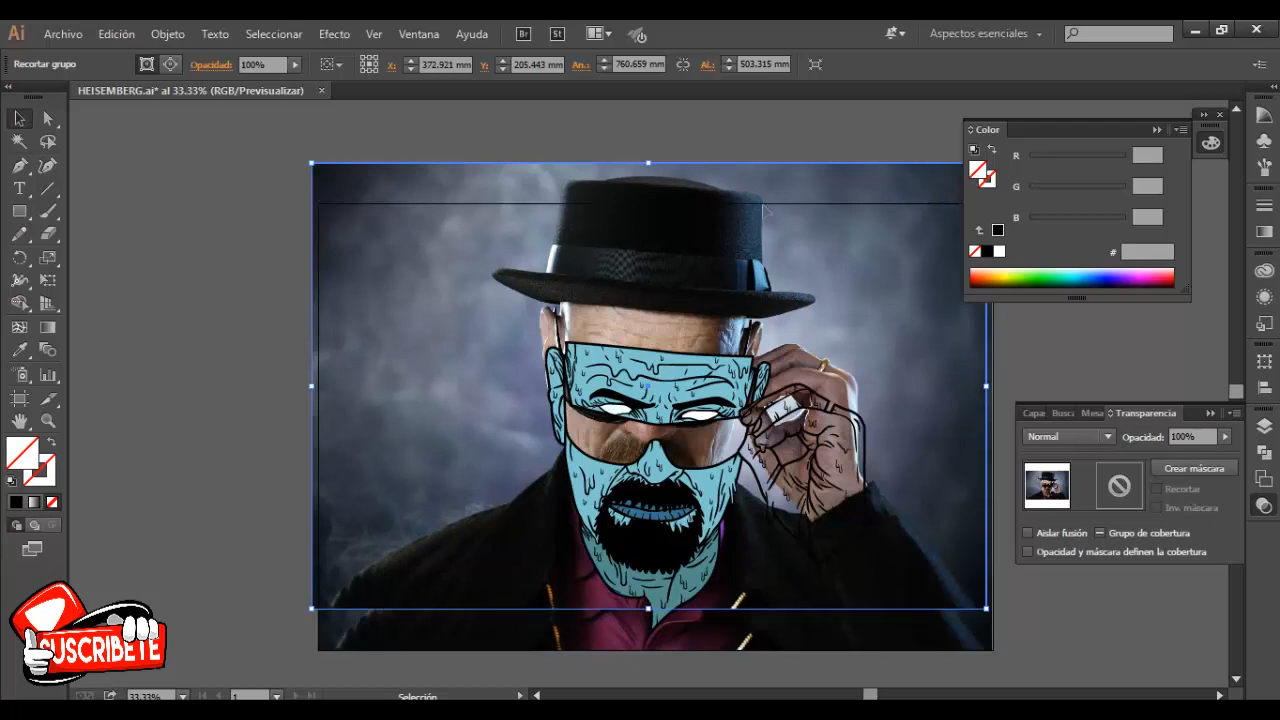 Ai Archivo Edición Objeto Texto Seleccionar Efecto Ver Ventana Ayuda Br St Aspectos esenciales
Recortar grupo Opacidad: 100% X: 372.921 mm Y: 205.443 mm An.: 760.659 mm Al.: 503.315 mm
HEISEMBERG.ai* al 33.33% (RGB/Previsualizar)
Color
R
G
B
#
Capa Busca Mesa Transparencia
Normal Opacidad: 100%
Crear máscara
Recortar
Inv. máscara
Aislar fusión Grupo de cobertura
Opacidad y máscara definen la cobertura
SUSCRIBETE
33.33% 1 Selección